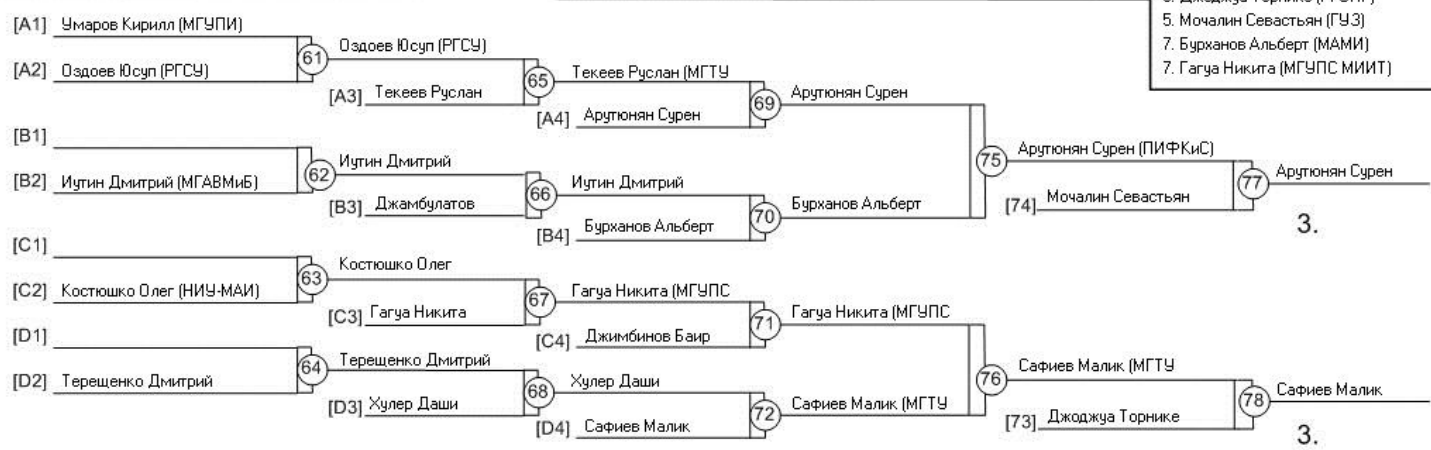 5. Мочалин Севастьян (ГУЗ)
7. Бурханов Альберт (МАМИ)
7. Гагуа Никита (МГУПС МИИТ)
[A1] Умаров Кирилл (МГУПИ)
61
Оздоев Юсуп (РГСУ)
[A2] Оздоев Юсуп (РГСУ)
65
Текеев Руслан (МГТУ
[A3] Текеев Руслан
69
Арутюнян Сурен
[A4] Арутюнян Сурен
[B1]
62
Иутин Дмитрий
75
Арутюнян Сурен (ПИФКиС)
[B2] Иутин Дмитрий (МГАВМиБ)
66
Иутин Дмитрий
77
Арутюнян Сурен
[B3] Джамбулатов
70
Бурханов Альберт
[74] Мочалин Севастьян
[B4] Бурханов Альберт
3.
[C1]
63
Костюшко Олег
[C2] Костюшко Олег (НИУ-МАИ)
67
Гагуа Никита (МГУПС
[C3] Гагуа Никита
71
Гагуа Никита (МГУПС
[C4] Джимбинов Баир
[D1]
64
Терещенко Дмитрий
76
Сафиев Малик (МГТУ
[D2] Терещенко Дмитрий
68
Хулер Даши
78
Сафиев Малик
[D3] Хулер Даши
72
Сафиев Малик (МГТУ
[73] Джоджуа Торнике
[D4] Сафиев Малик
3.